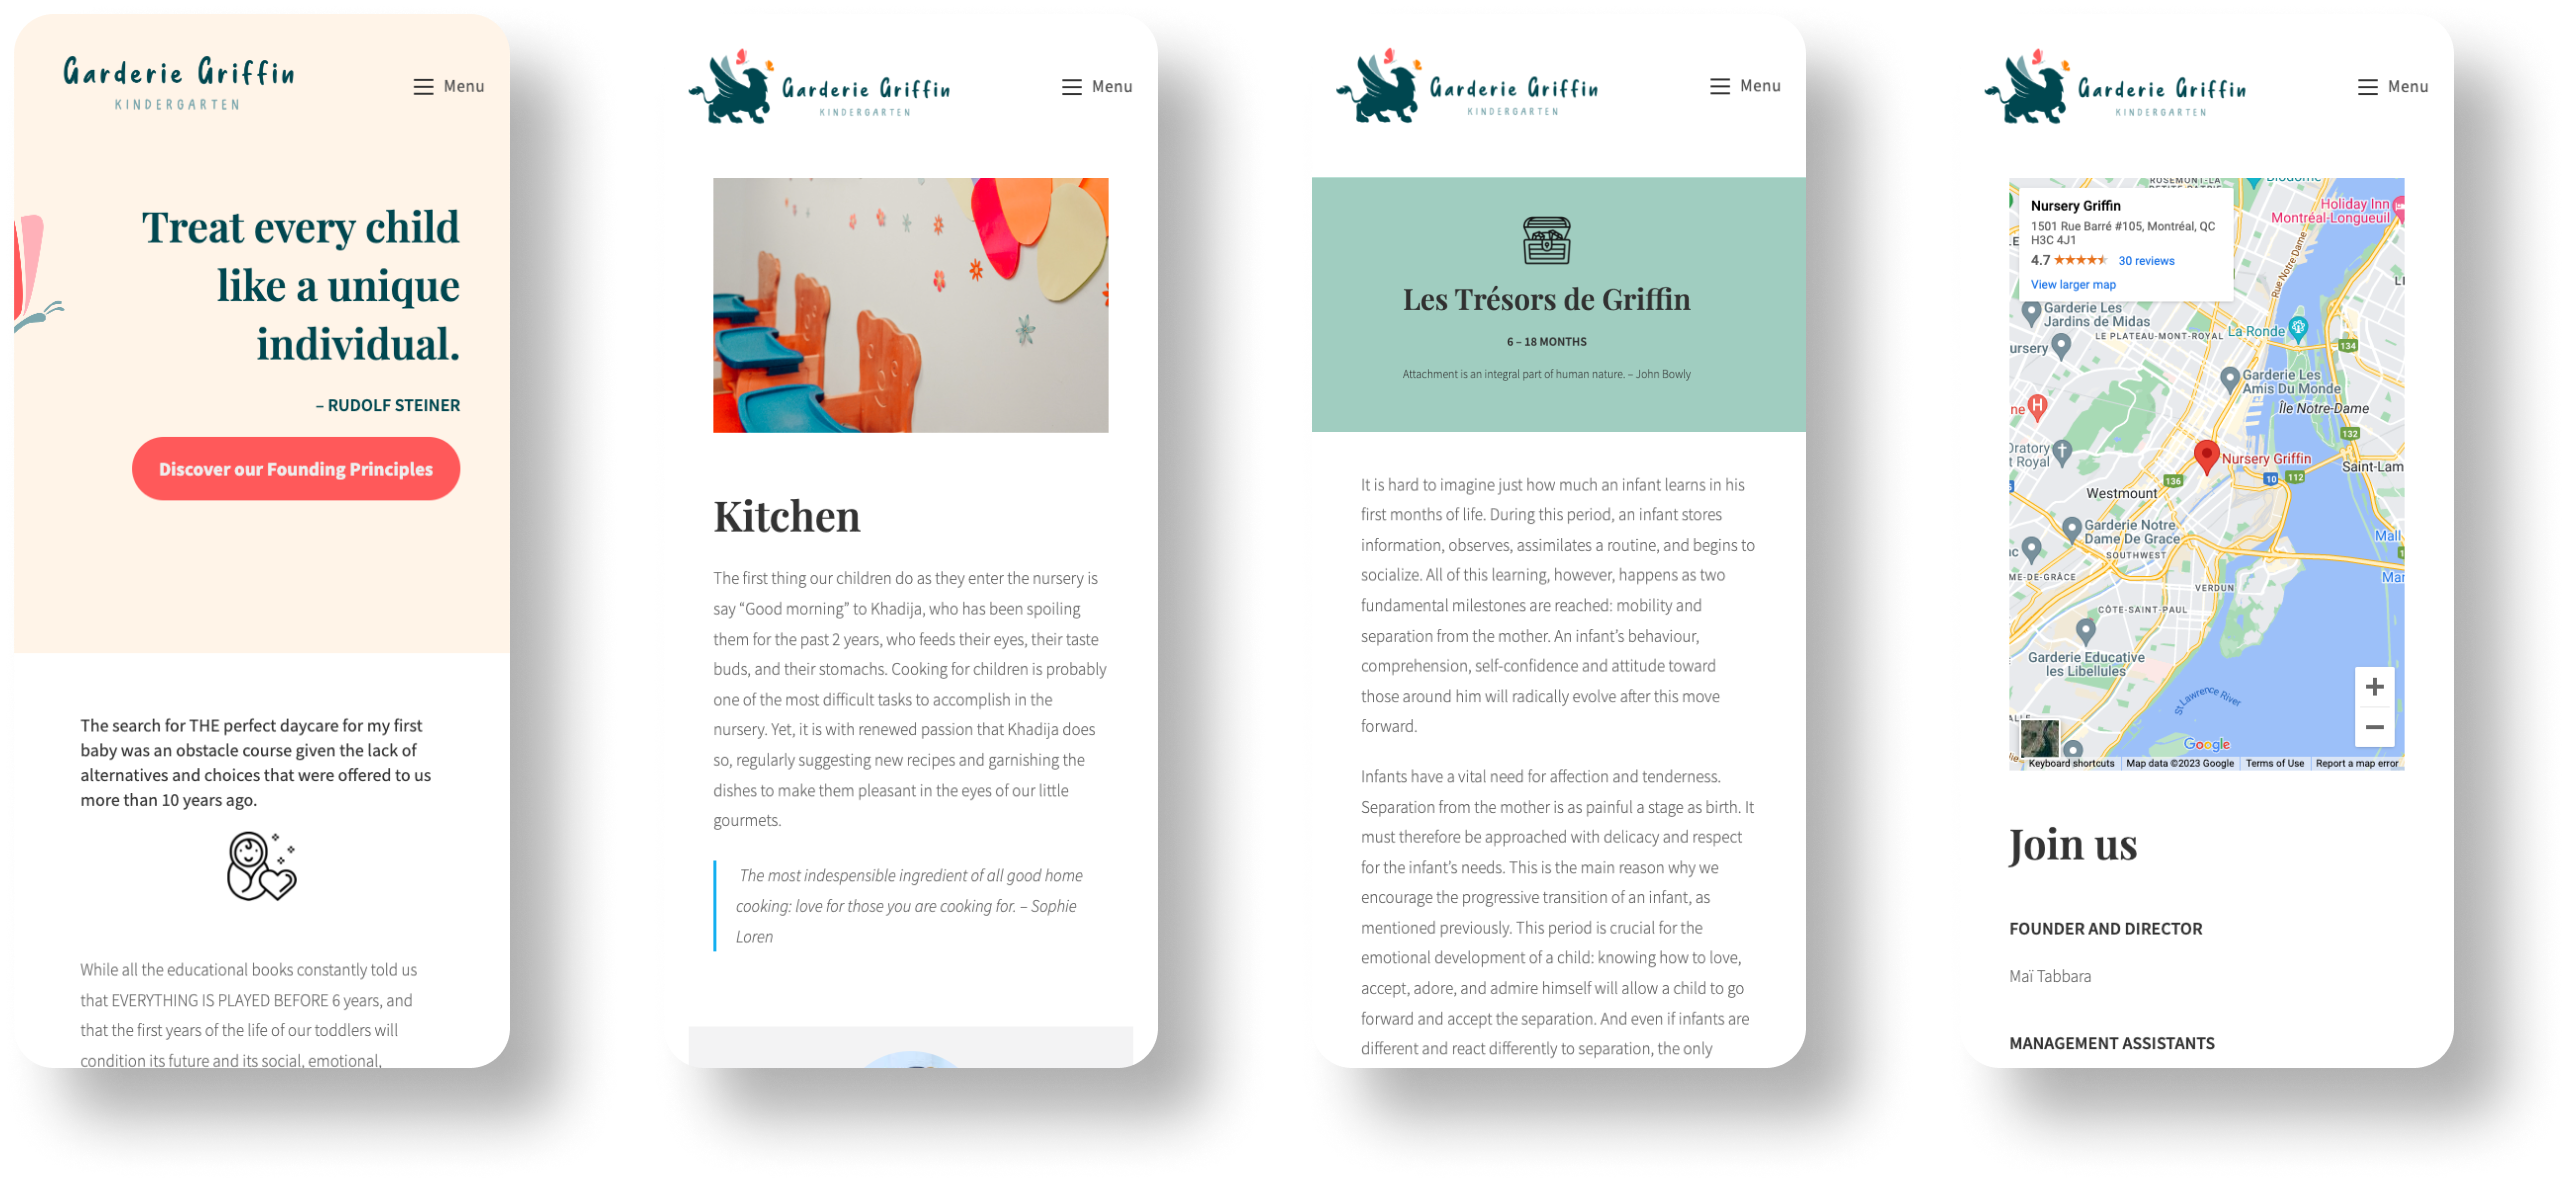 Garderie Griffin
KINDERGARTEN
Menu
Treat every child
like a unique
individual.
– RUDOLF STEINER
Discover our Founding Principles
The search for THE perfect daycare for my first
baby was an obstacle course given the lack of
alternatives and choices that were offered to us
more than 10 years ago.
While all the educational books constantly told us
that EVERYTHING IS PLAYED BEFORE 6 years, and
that the first years of the life of our toddlers will
condition its future and its social, emotional,
Garderie Griffin
KINDERGARTEN
Menu
Kitchen
The first thing our children do as they enter the nursery is
say “Good morning” to Khadija, who has been spoiling
them for the past 2 years, who feeds their eyes, their taste
buds, and their stomachs. Cooking for children is probably
one of the most difficult tasks to accomplish in the
nursery. Yet, it is with renewed passion that Khadija does
so, regularly suggesting new recipes and garnishing the
dishes to make them pleasant in the eyes of our little
gourmets.
The most indespensible ingredient of all good home
cooking: love for those you are cooking for. – Sophie
Loren
Garderie Griffin
KINDERGARTEN
Menu
Les Trésors de Griffin
6 – 18 MONTHS
Attachment is an integral part of human nature. – John Bowly
It is hard to imagine just how much an infant learns in his
first months of life. During this period, an infant stores
information, observes, assimilates a routine, and begins to
socialize. All of this learning, however, happens as two
fundamental milestones are reached: mobility and
separation from the mother. An infant’s behaviour,
comprehension, self-confidence and attitude toward
those around him will radically evolve after this move
forward.
Infants have a vital need for affection and tenderness.
Separation from the mother is as painful a stage as birth. It
must therefore be approached with delicacy and respect
for the infant’s needs. This is the main reason why we
encourage the progressive transition of an infant, as
mentioned previously. This period is crucial for the
emotional development of a child: knowing how to love,
accept, adore, and admire himself will allow a child to go
forward and accept the separation. And even if infants are
different and react differently to separation, the only
Garderie Griffin
KINDERGARTEN
Menu
Nursery Griffin
1501 Rue Barré #105, Montréal, QC
H3C 4J1
4.7 30 reviews
View larger map
ROSEMONT-LA
Biodôme
Holiday Inn
Montréal-Longueuil
Rue Notre Dame
Garderie Les
Jardins de Midas
La Ronde
LE PLATEAU-MONT-ROYAL
134
ursery
Garderie Les
Amis Du Monde
ne H
Île Notre-Dame
132
Oratory
t Royal
Nursery Griffin
Saint-Lam
136
10
112
Westmount
Garderie Notre
Dame De Grace
Mall
SOUTHWEST
ME-DE-GRÂCE
Mar
VERDUN
CÔTE-SAINT-PAUL
Garderie Educative
les Libellules
St Lawrence River
Google
Keyboard shortcuts
Map data ©2023 Google
Terms of Use
Report a map error
Join us
FOUNDER AND DIRECTOR
Maï Tabbara
MANAGEMENT ASSISTANTS